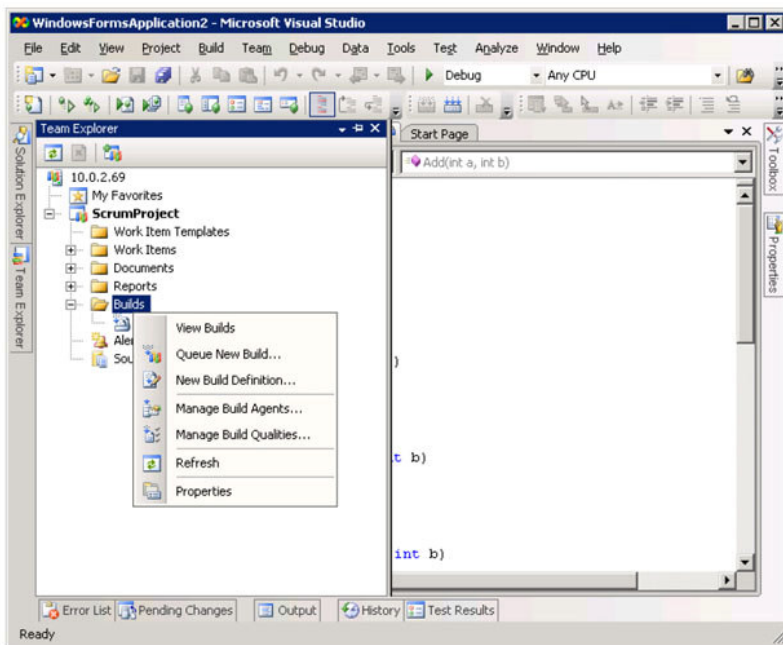 WindowsFormsApplication2 - Microsoft Visual Studio
File Edit View Project Build Team Debug Data Tools Test Analyze Window Help
Debug Any CPU
Team Explorer
Start Page
Add(int a, int b)
Solution Explorer
Team Explorer
Toolbox
Properties
10.0.2.69
My Favorites
ScrumProject
Work Item Templates
Work Items
Documents
Reports
Builds
Aler
Sou
View Builds
Queue New Build...
New Build Definition...
Manage Build Agents...
Manage Build Qualities...
Refresh
Properties
)
t b)
int b)
Error List Pending Changes Output History Test Results
Ready